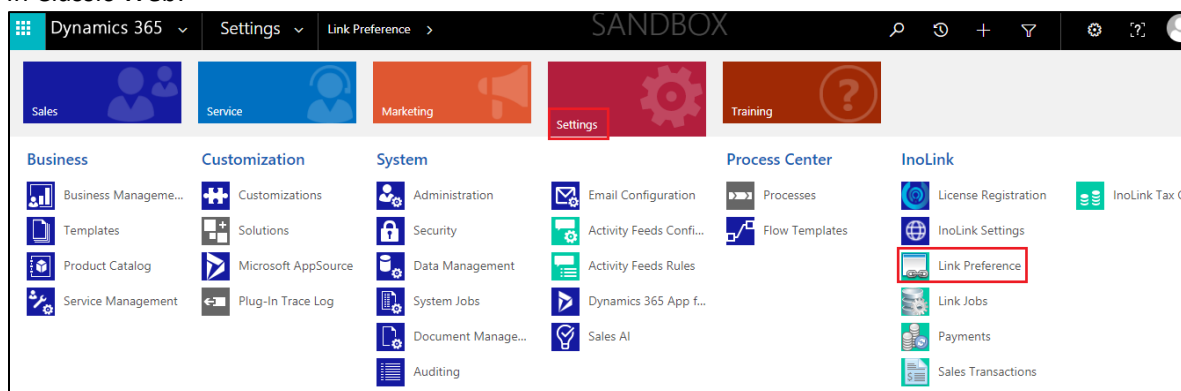 Dynamics 365 Settings Link Preference > SANDBOX [?]
Sales Service Marketing Settings Training ?
Business Customization System Process Center InoLink
Business Manageme... Customizations Administration Email Configuration Processes License Registration InoLink Tax
Templates Solutions Security Activity Feeds Confi... Flow Templates InoLink Settings
Product Catalog Microsoft AppSource Data Management Activity Feeds Rules Link Preference
Service Management Plug-In Trace Log System Jobs Dynamics 365 App f... Link Jobs
Document Manage... Sales AI Payments
Auditing Sales Transactions